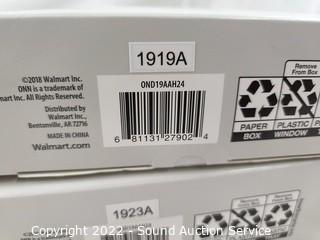 1919A
©2018 Walmart Inc.
ONN is a trademark of
mart Inc. All Rights Reserved.
Distributed by
Walmart Inc.,
Bentonville, AR 72716
MADE IN CHINA
Walmart.com
OND19AAH24
6 81131 27902 4
Remove
From Box
PAPER
PLASTIC
BOX
WINDOW
1923A
Remove
Copyright 2022 - Sound Auction Service